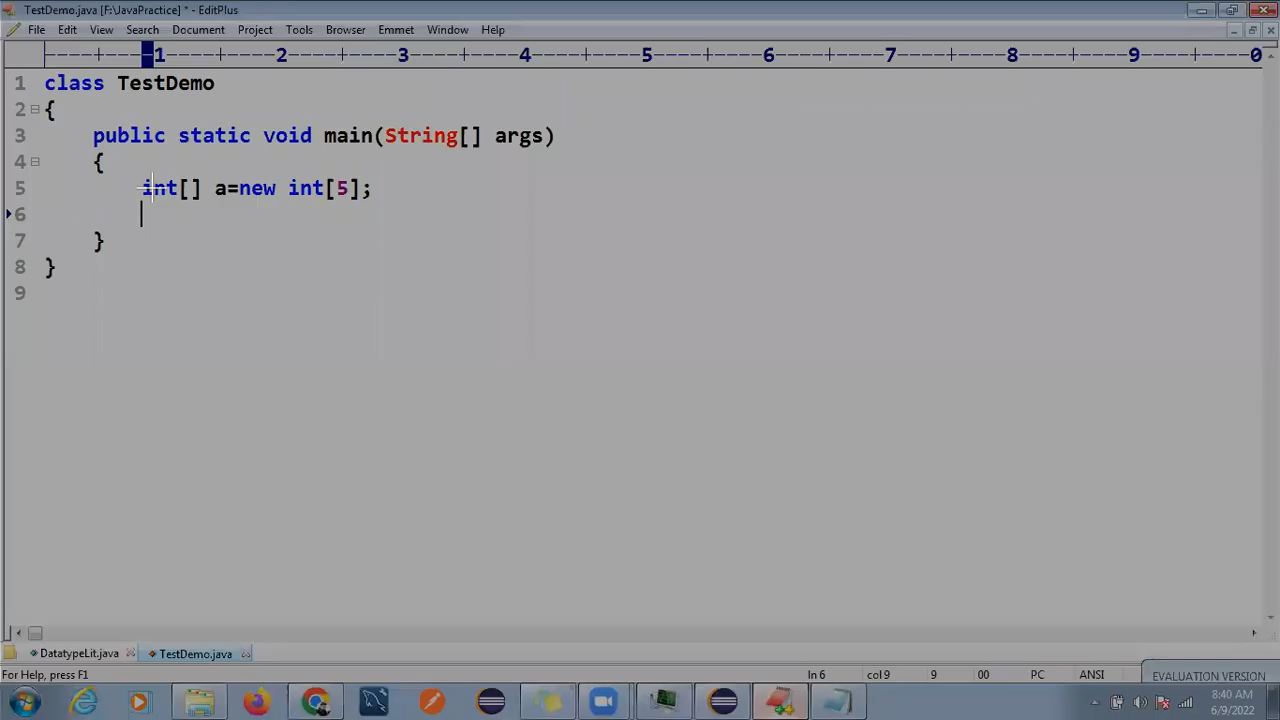 TestDemo.java [F:\JavaPractice] * - EditPlus
File Edit View Search Document Project Tools Browser Emmet Window Help
----+----1----+----2----+----3----+----4----+----5----+----6----+----7----+----8----+----9----+----0
1 class TestDemo
2 {
3 public static void main(String[] args)
4 {
5 int[] a=new int[5];
6
7 }
8 }
9
DatatypeLit.java TestDemo.java
For Help, press F1 ln 6 col 9 9 00 PC ANSI EVALUATION VERSION
8:40 AM
6/9/2022